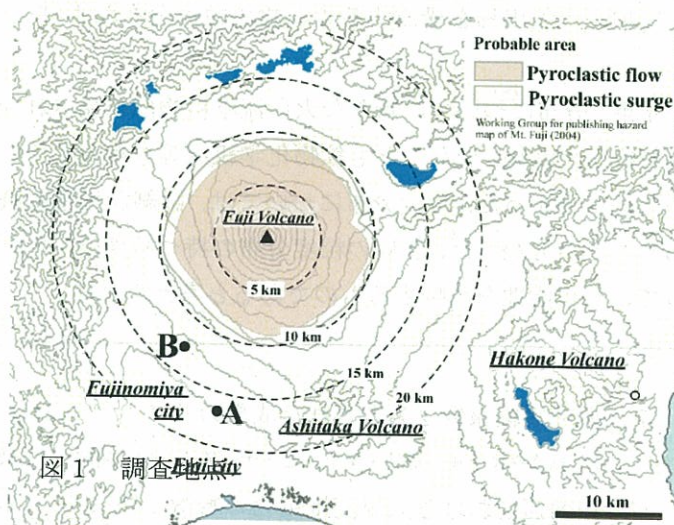 Probable area
Pyroclastic flow
Pyroclastic surge
Working Group for publishing hazard
map of Mt. Fuji (2004)
Fuji Volcano
5 km
10 km
B
15 km
Hakone Volcano
Fujinomiya
city
20 km
A
Ashitaka Volcano
図1 調査地点
Fuji city
10 km